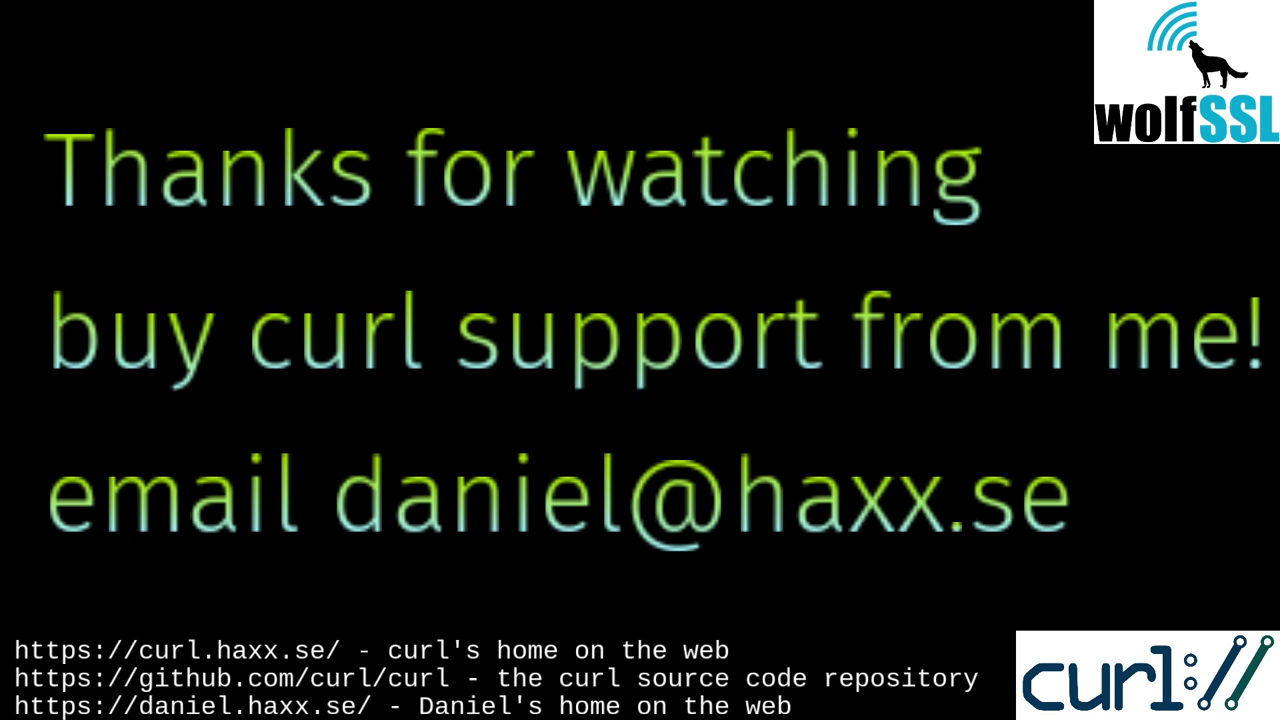 wolfSSL
Thanks for watching
buy curl support from me!
email daniel@haxx.se
https://curl.haxx.se/ - curl's home on the web
https://github.com/curl/curl - the curl source code repository
https://daniel.haxx.se/ - Daniel's home on the web
curl://